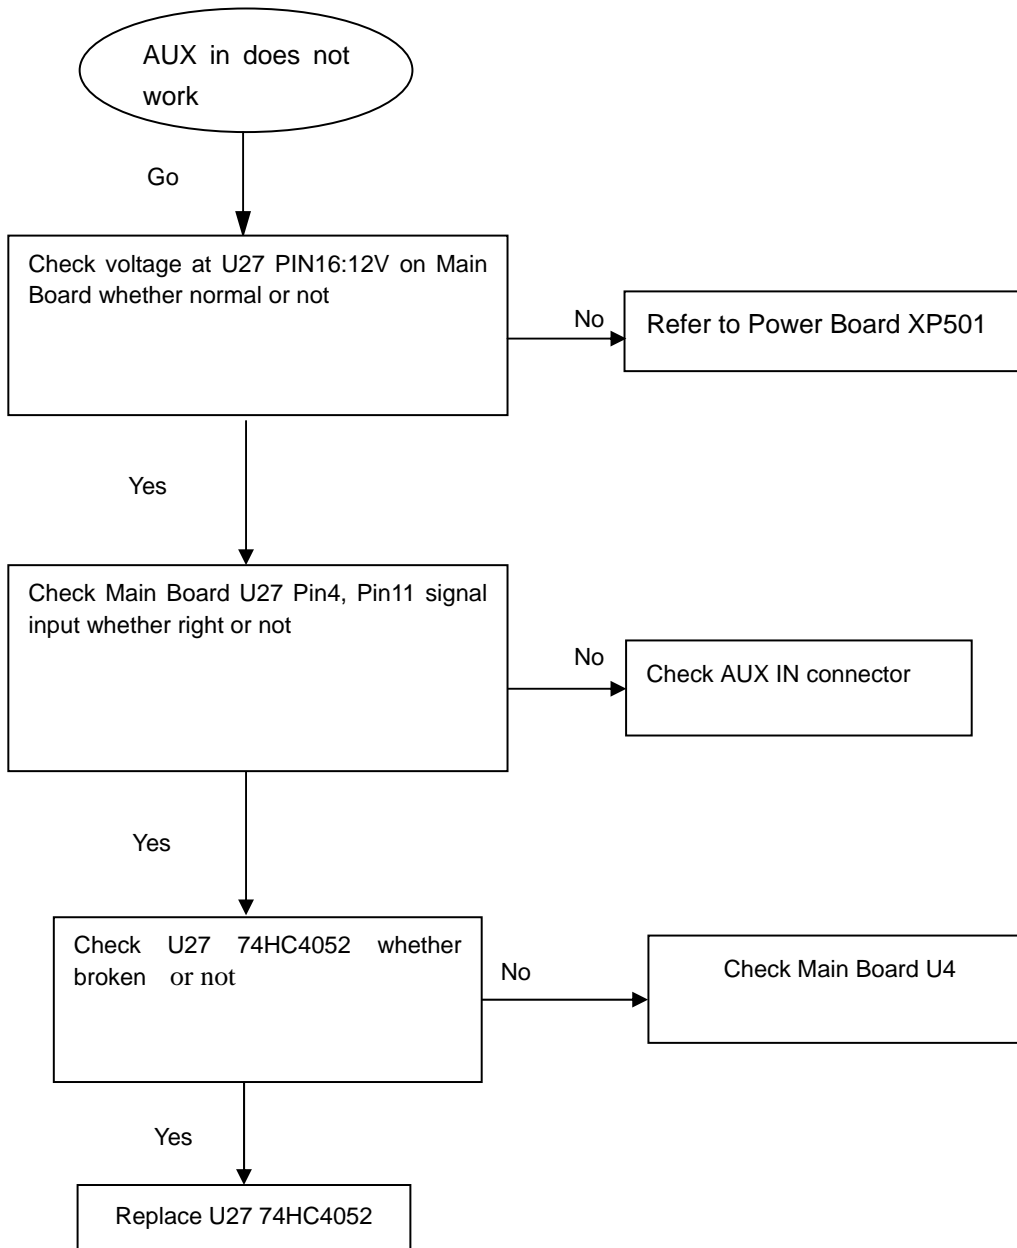 AUX in does not
work
Go
Check voltage at U27 PIN16:12V on Main
Board whether normal or not
No
Refer to Power Board XP501
Yes
Check Main Board U27 Pin4, Pin11 signal
input whether right or not
No
Check AUX IN connector
Yes
Check U27 74HC4052 whether
broken or not
No
Check Main Board U4
Yes
Replace U27 74HC4052